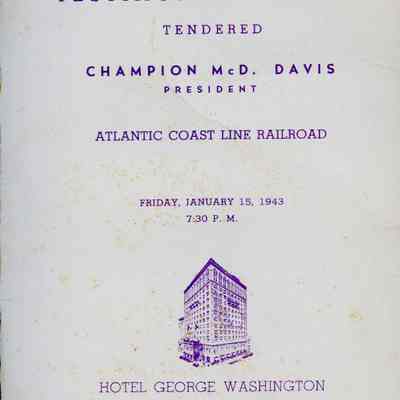 TENDERED
CHAMPION McD. DAVIS
PRESIDENT
ATLANTIC COAST LINE RAILROAD
FRIDAY, JANUARY 15, 1943
7:30 P. M.
HOTEL GEORGE WASHINGTON